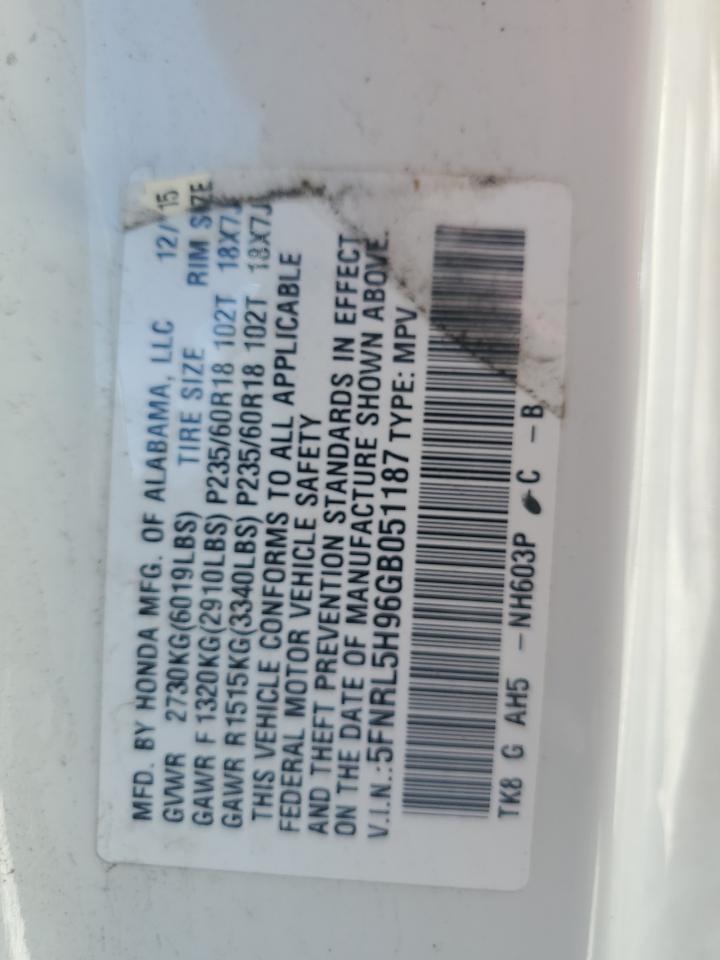 MFD. BY HONDA MFG. OF ALABAMA, LLC 12/15
GVWR 2730KG(6019LBS) TIRE SIZE RIM SIZE
GAWR F 1320KG(2910LBS) P235/60R18 102T 18X7J
GAWR R1515KG(3340LBS) P235/60R18 102T 18X7J
THIS VEHICLE CONFORMS TO ALL APPLICABLE
FEDERAL MOTOR VEHICLE SAFETY
AND THEFT PREVENTION STANDARDS IN EFFECT
ON THE DATE OF MANUFACTURE SHOWN ABOVE.
V.I.N.:5FNRL5H96GB051187 TYPE: MPV
TK8 G AH5 -NH603P C -B